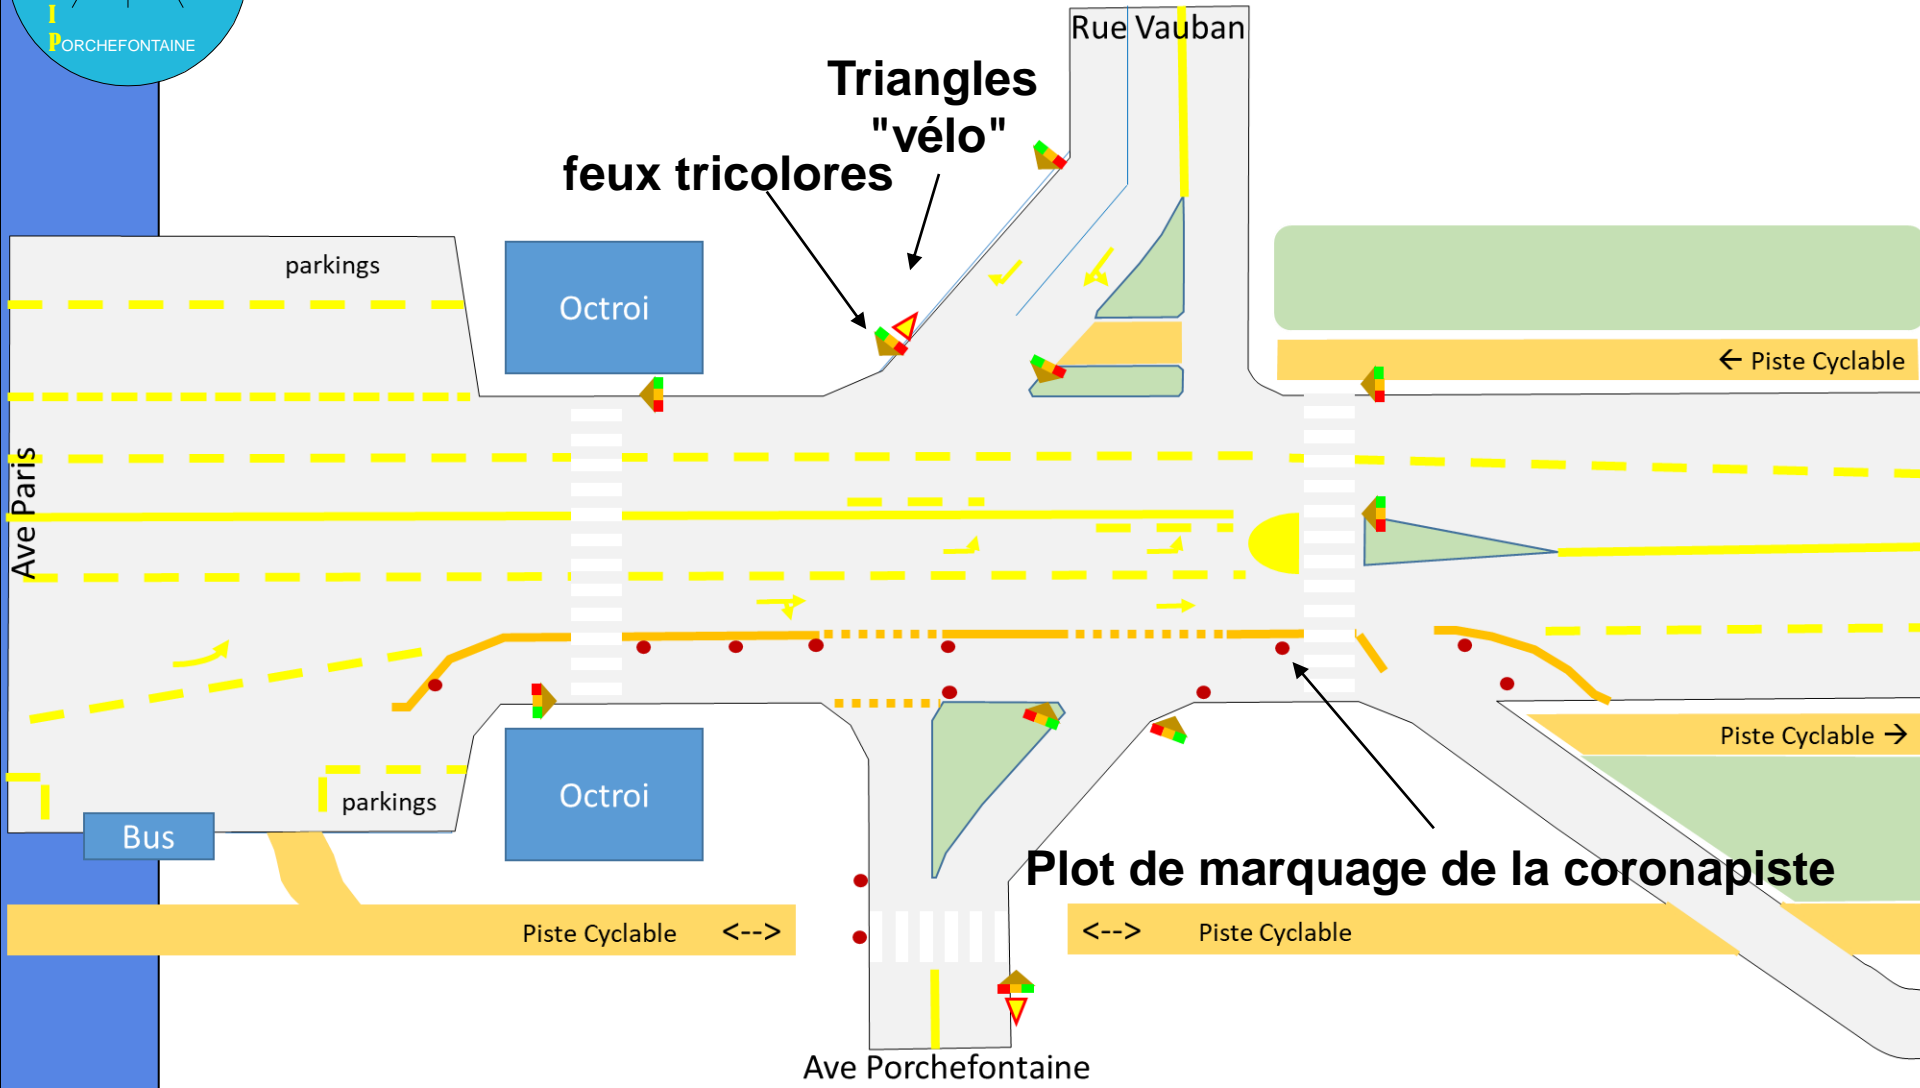 I
PORCHEFONTAINE
Rue Vauban
Triangles
"vélo"
feux tricolores
parkings
Octroi
← Piste Cyclable
Ave Paris
Octroi
parkings
Bus
Piste Cyclable →
Plot de marquage de la coronapiste
Piste Cyclable <-->
<--> Piste Cyclable
Ave Porchefontaine